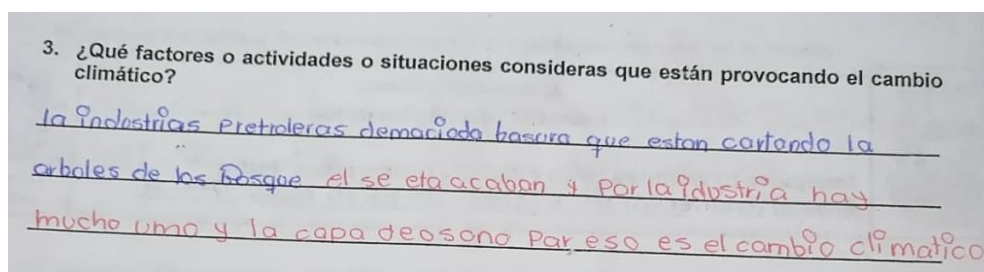 3. ¿Qué factores o actividades o situaciones consideras que están provocando el cambio
climático?
la indostrias pretroleras demaciada basura que estan cartando la
arboles de los Bosque el se eta acaban y Por la idustria hay
mucho umo y la capa deosono Par eso es el cambio climatico